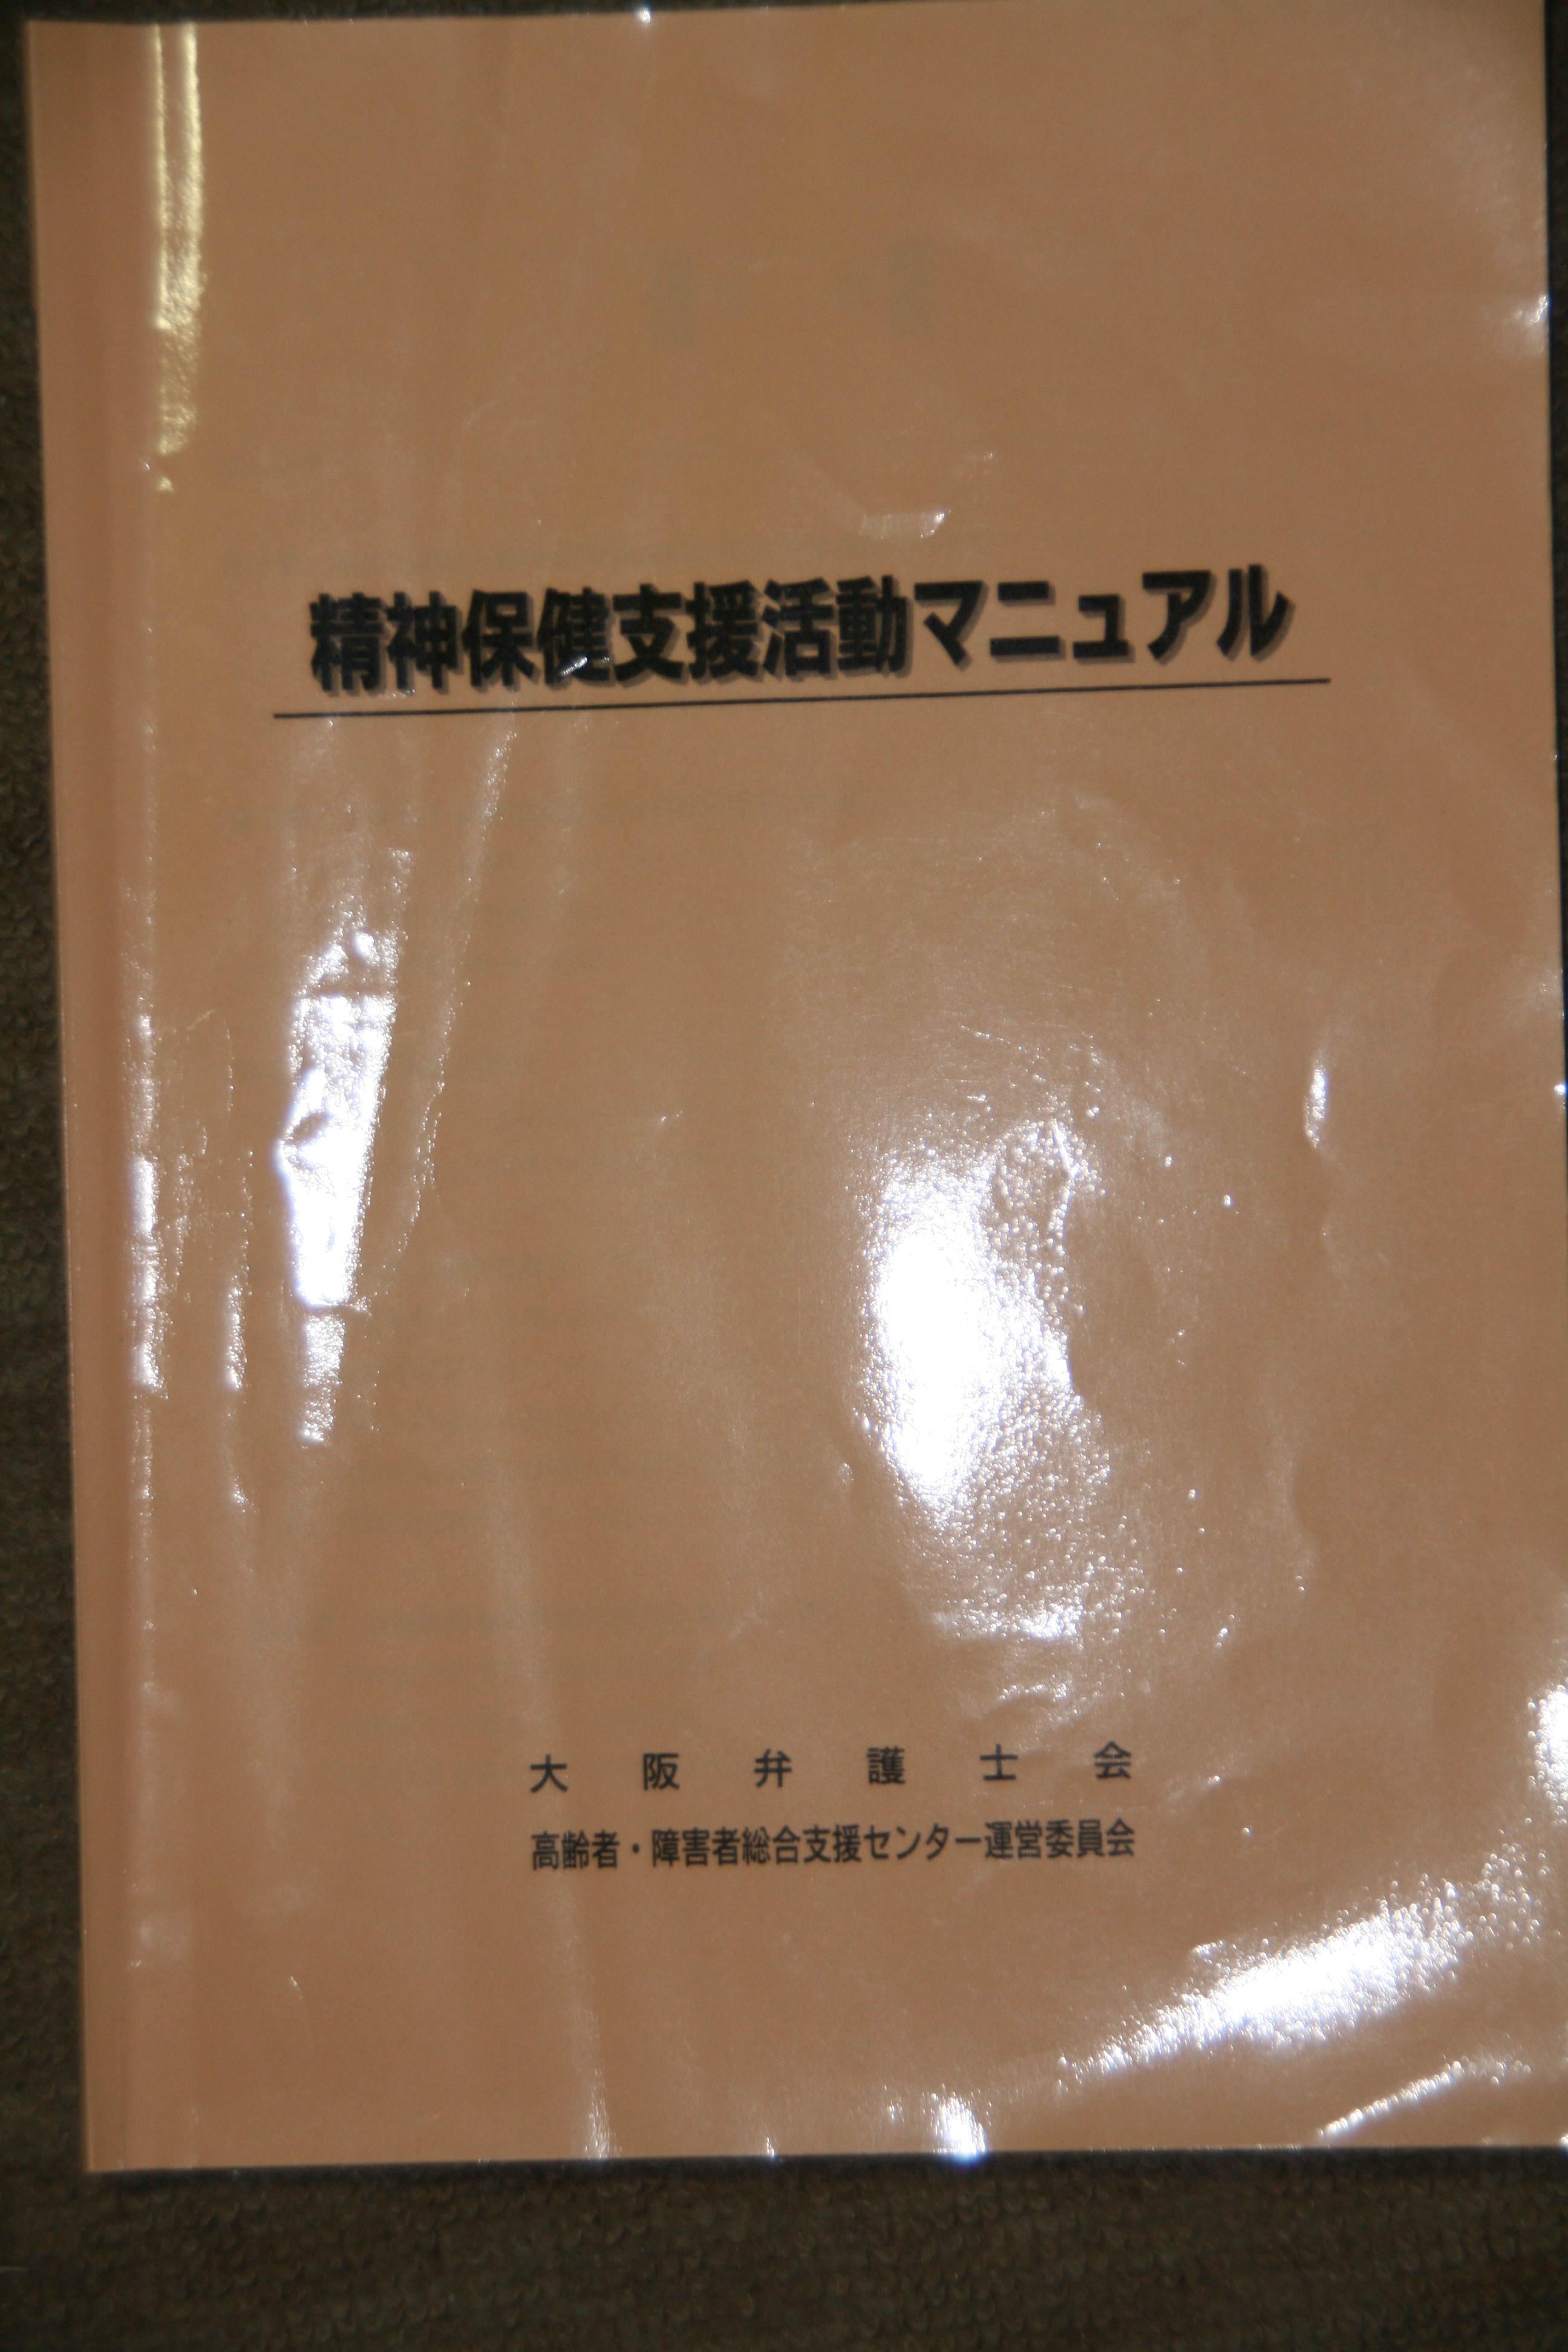 精神保健支援活動マニュアル
大阪弁護士会
高齢者・障害者総合支援センター運営委員会